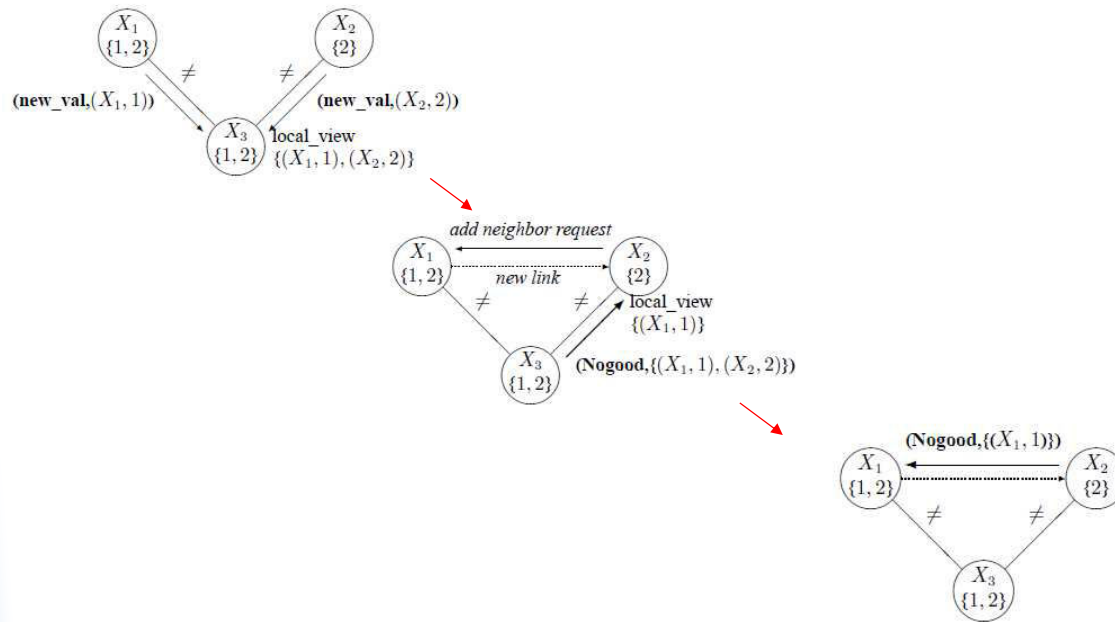 X₁
{1, 2}
X₂
{2}
≠
≠
(new_val,(X₁, 1))
(new_val,(X₂, 2))
X₃
{1, 2}
local_view
{(X₁, 1), (X₂, 2)}
add neighbor request
X₁
{1, 2}
X₂
{2}
new link
≠
≠
local_view
{(X₁, 1)}
X₃
{1, 2}
(Nogood,{(X₁, 1), (X₂, 2)})
(Nogood,{(X₁, 1)})
X₁
{1, 2}
X₂
{2}
≠
≠
X₃
{1, 2}